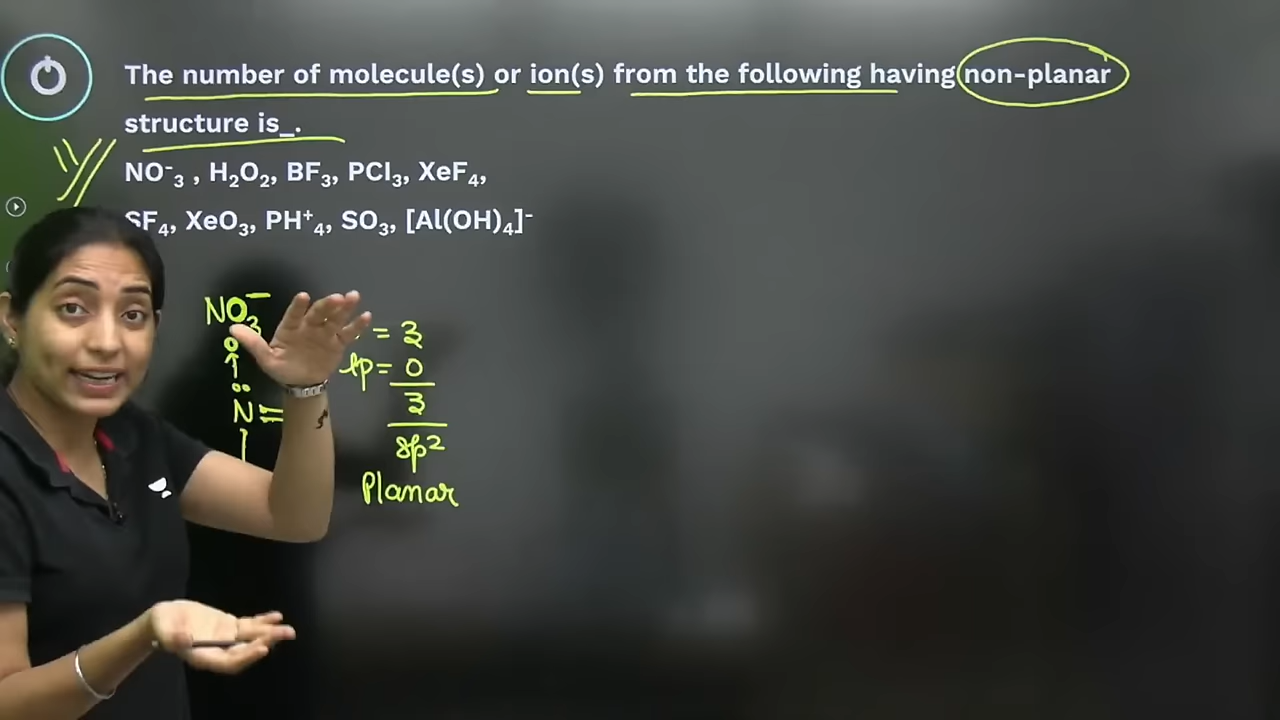 The number of molecule(s) or ion(s) from the following having non-planar
structure is_.
NO⁻₃ , H₂O₂, BF₃, PCl₃, XeF₄,
SF₄, XeO₃, PH⁺₄, SO₃, [Al(OH)₄]⁻
NO₃⁻
= 3
O
lp= 0
3
N=
sp²
Planar